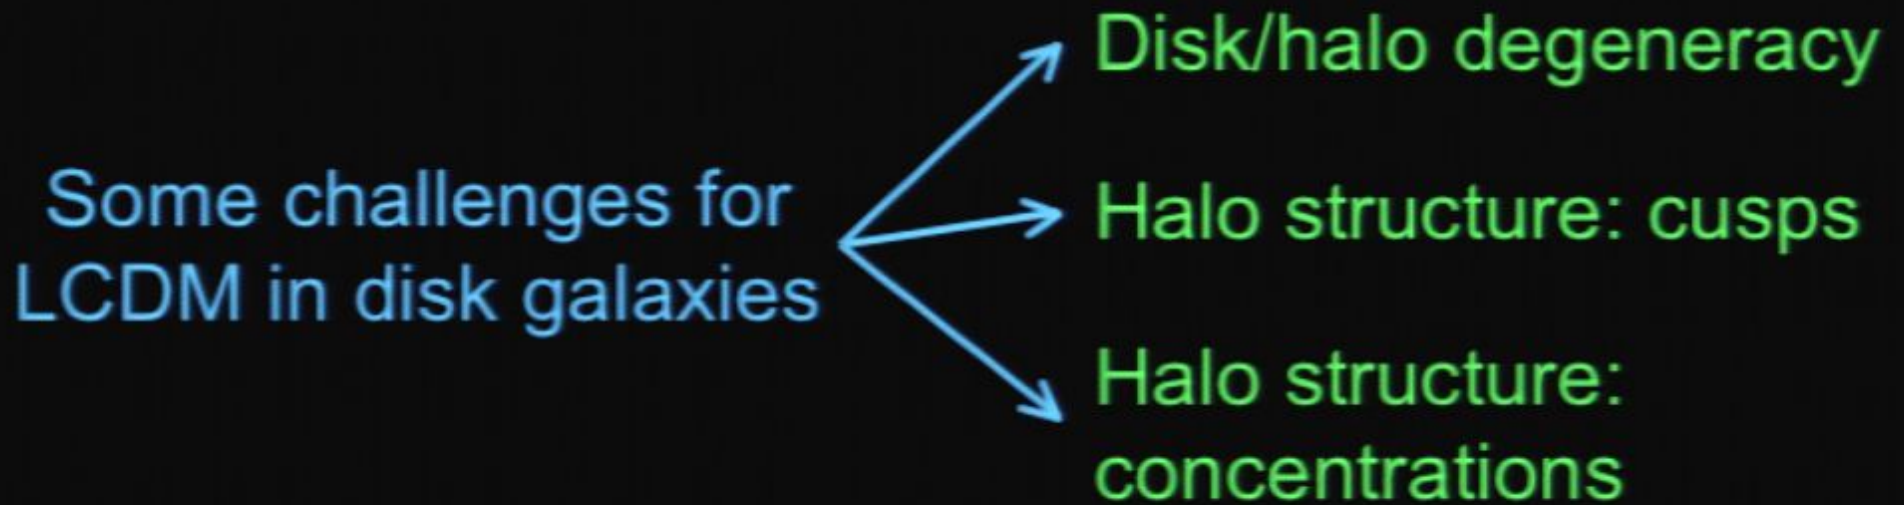 Some challenges for
LCDM in disk galaxies
Disk/halo degeneracy
Halo structure: cusps
Halo structure:
concentrations